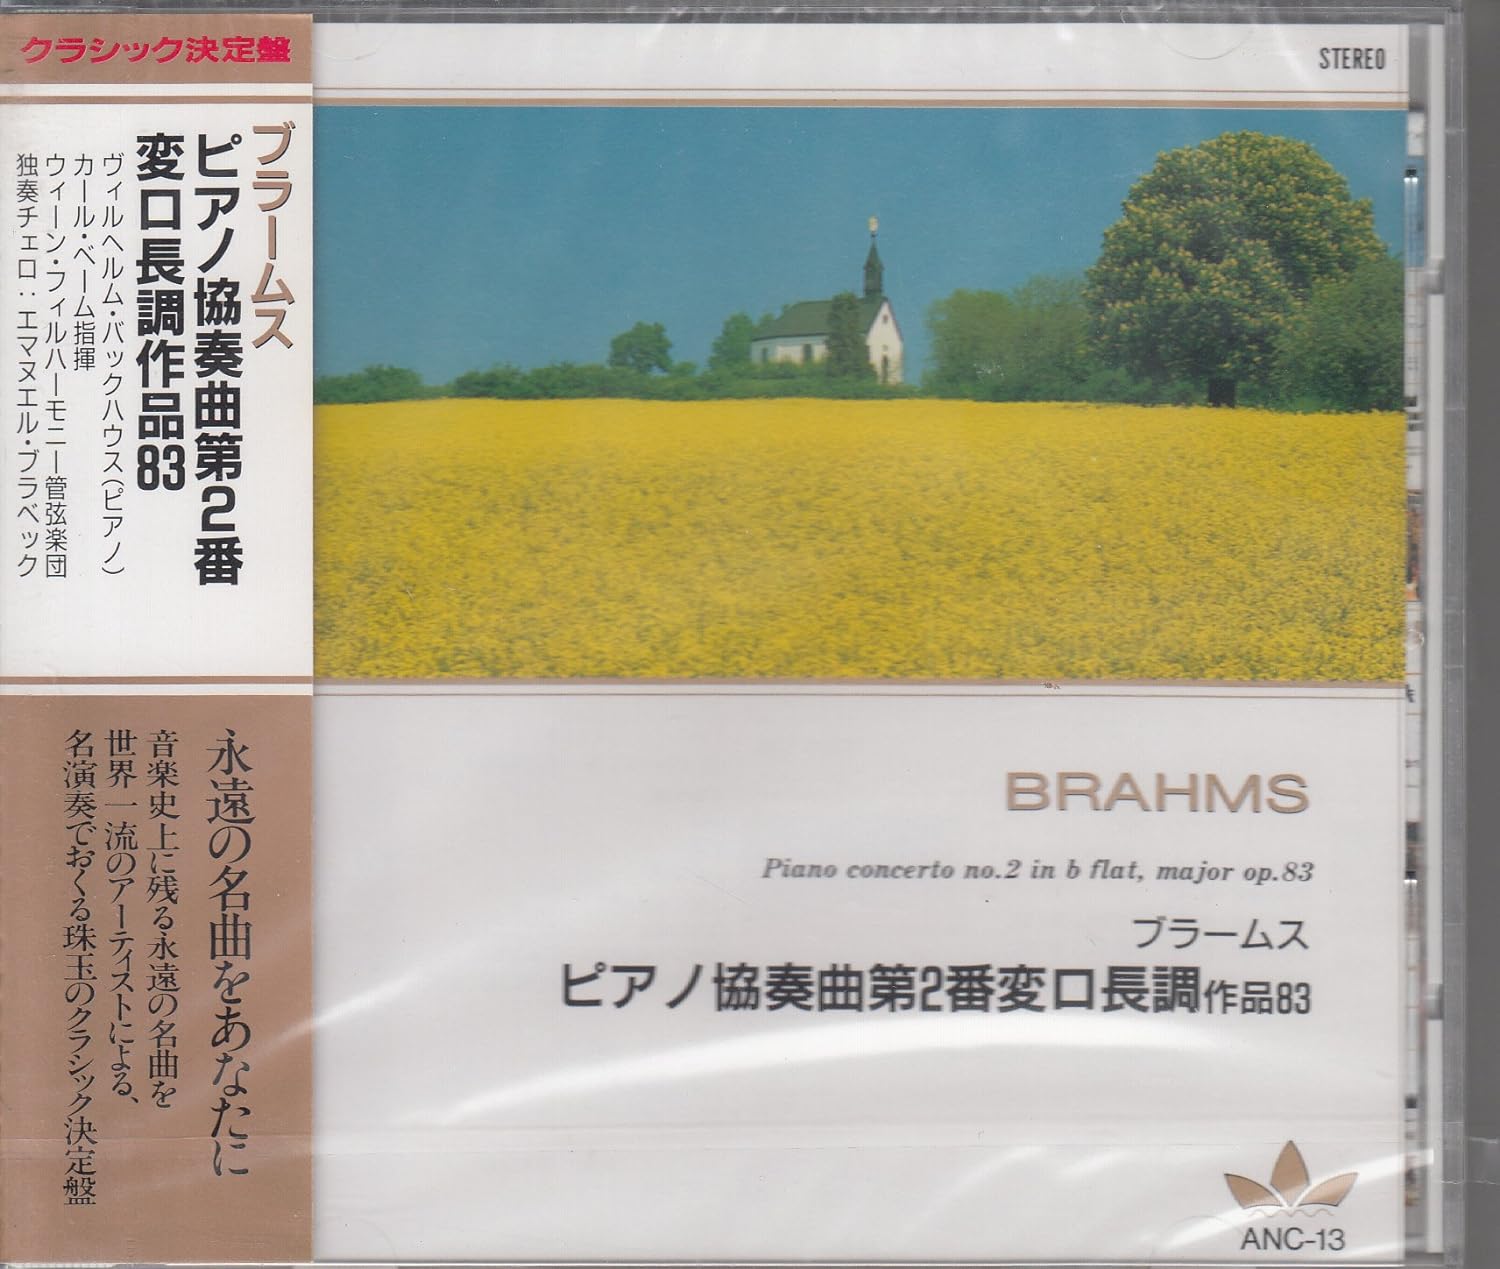 クラシック決定盤
ブラームス
ピアノ協奏曲第2番
変ロ長調作品83
ヴィルヘルム・バックハウス(ピアノ)
カール・ベーム指揮
ウィーン・フィルハーモニー管弦楽団
独奏チェロ:エマヌエル・ブラベック
永遠の名曲をあなたに
音楽史上に残る永遠の名曲を
世界一流のアーティストによる、
名演奏でおくる珠玉のクラシック決定盤
STEREO
BRAHMS
Piano concerto no.2 in b flat, major op.83
ブラームス
ピアノ協奏曲第2番変ロ長調作品83
ANC-13